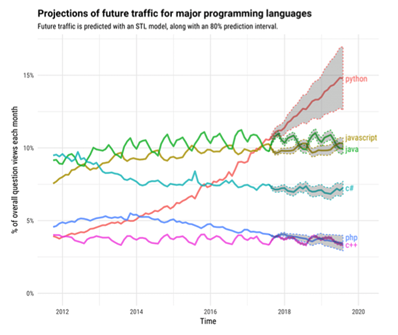 Projections of future traffic for major programming languages
Future traffic is predicted with an STL model, along with an 80% prediction interval.
% of overall question views each month
15%
10%
5%
0%
python
javascript
java
c#
php
c++
2012
2014
2016
2018
2020
Time